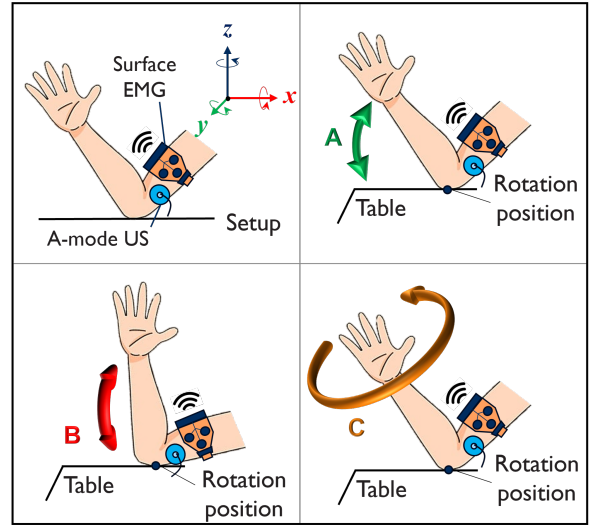 Surface
EMG
z
x
y
A-mode US
Setup
A
Table
Rotation
position
B
Table
Rotation
position
C
Table
Rotation
position